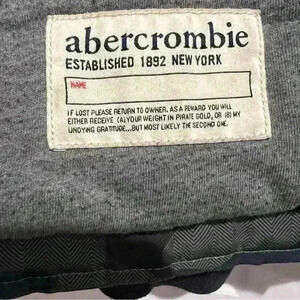 abercrombie
ESTABLISHED 1892 NEW YORK
NAME
IF LOST PLEASE RETURN TO OWNER. AS A REWARD YOU WILL
EITHER RECEIVE (A) YOUR WEIGHT IN PIRATE GOLD, OR (B) MY
UNDYING GRATITUDE...BUT MOST LIKELY THE SECOND ONE.